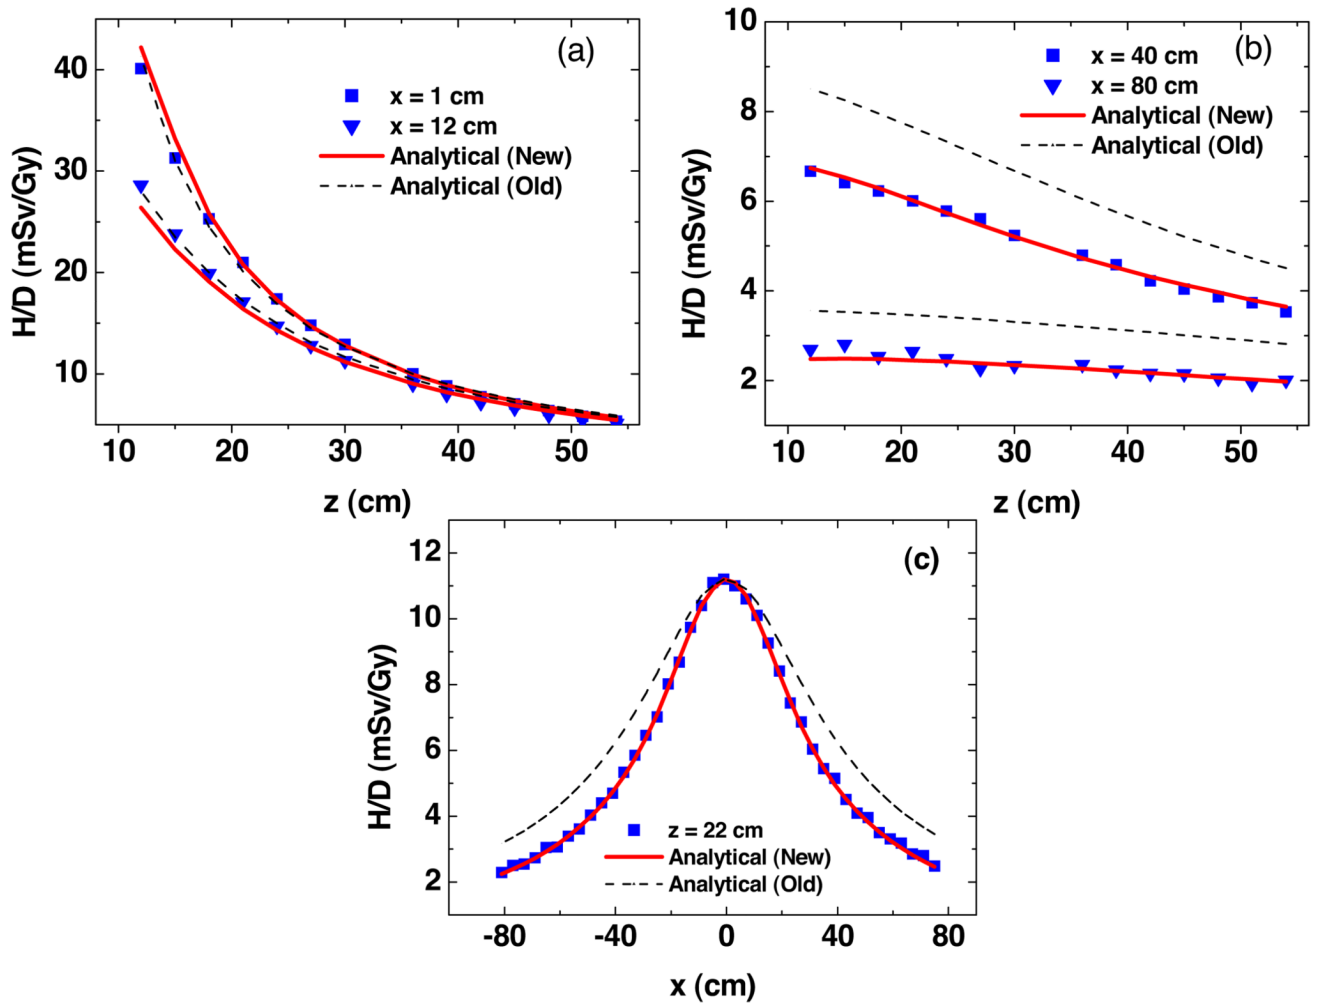 (a)
x = 1 cm
x = 12 cm
Analytical (New)
Analytical (Old)
40
30
20
10
H/D (mSv/Gy)
10 20 30 40 50
z (cm)
(b)
x = 40 cm
x = 80 cm
Analytical (New)
Analytical (Old)
10
8
6
4
2
H/D (mSv/Gy)
10 20 30 40 50
z (cm)
(c)
12
10
8
6
4
2
H/D (mSv/Gy)
z = 22 cm
Analytical (New)
Analytical (Old)
-80 -40 0 40 80
x (cm)